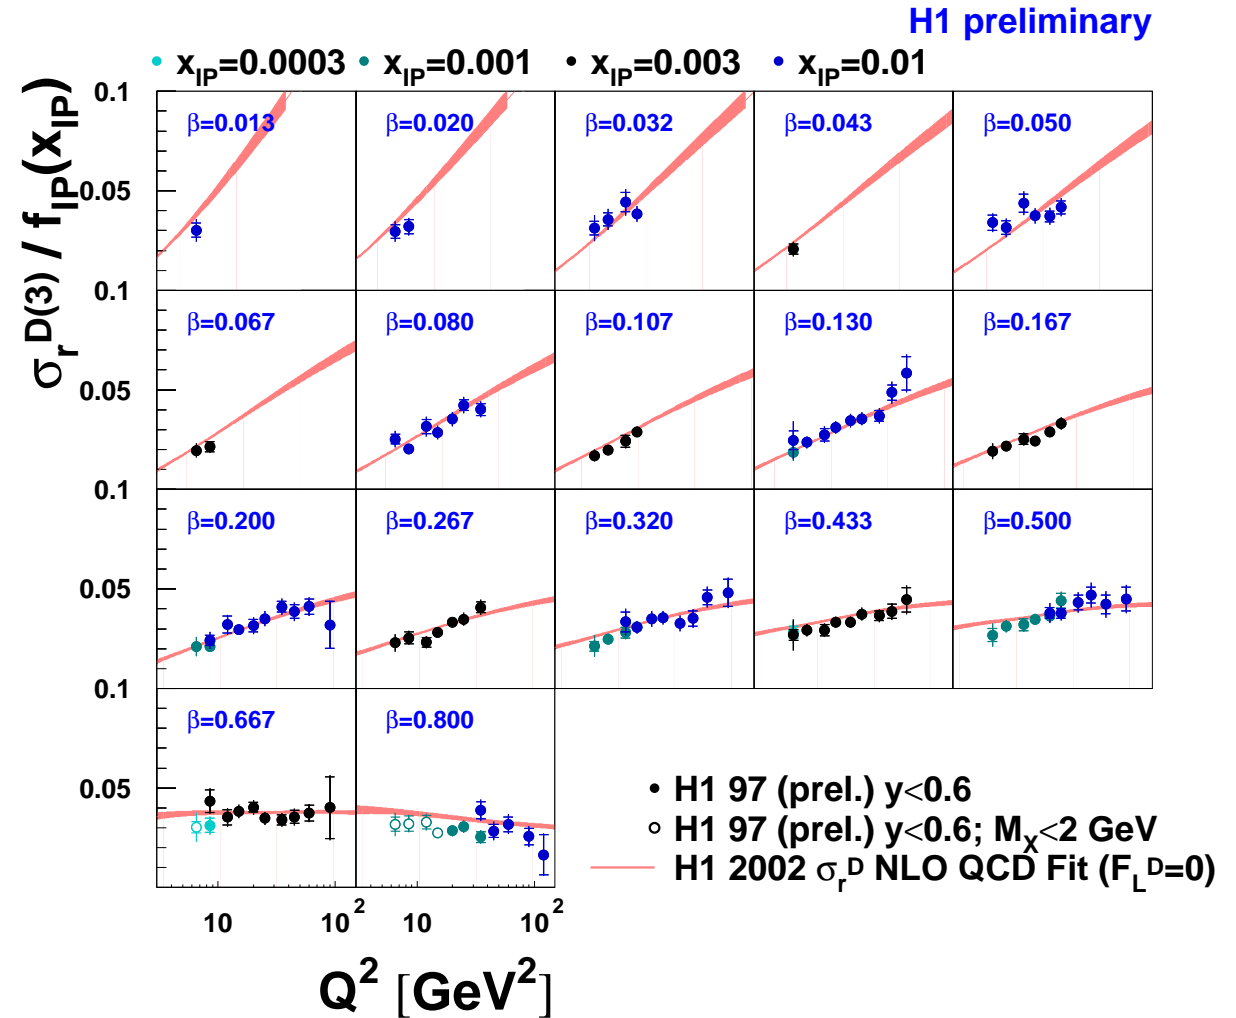 H1 preliminary
x_IP=0.0003 x_IP=0.001 x_IP=0.003 x_IP=0.01
σ_r^D(3) / f_IP(x_IP)
0.1
β=0.013 β=0.020 β=0.032 β=0.043 β=0.050
0.05
0.1
β=0.067 β=0.080 β=0.107 β=0.130 β=0.167
0.05
0.1
β=0.200 β=0.267 β=0.320 β=0.433 β=0.500
0.05
0.1
β=0.667 β=0.800
0.05
10 10^2 10 10^2
Q^2 [GeV^2]
H1 97 (prel.) y<0.6
H1 97 (prel.) y<0.6; M_X<2 GeV
H1 2002 σ_r^D NLO QCD Fit (F_L^D=0)